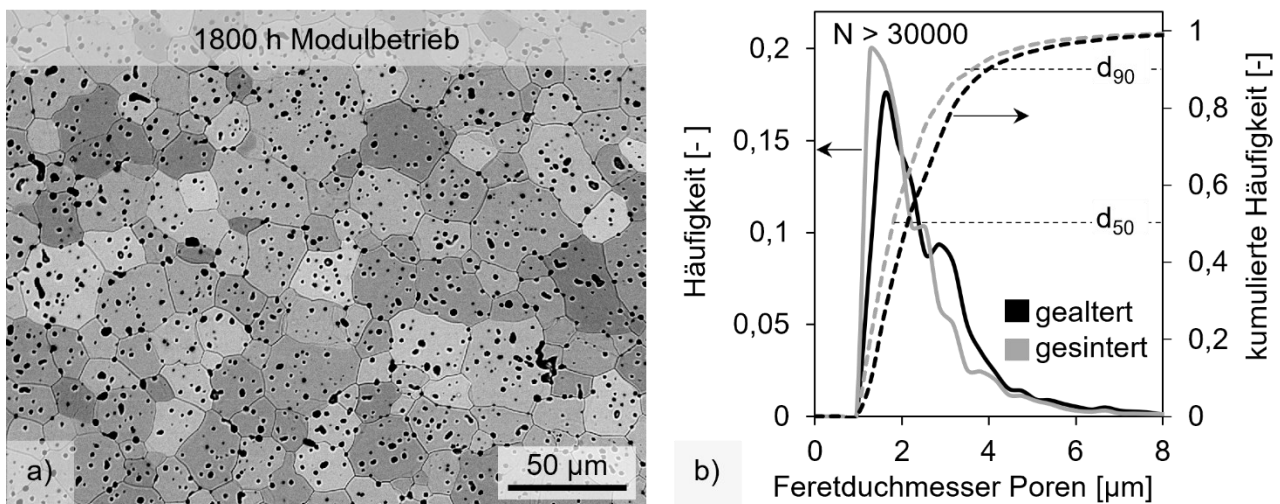 1800 h Modulbetrieb
50 µm
a)
N > 30000
d90
d50
gealtert
gesintert
Häufigkeit [-]
0,2
0,15
0,1
0,05
0
kumulierte Häufigkeit [-]
1
0,8
0,6
0,4
0,2
0
0 2 4 6 8
Feretduchmesser Poren [µm]
b)